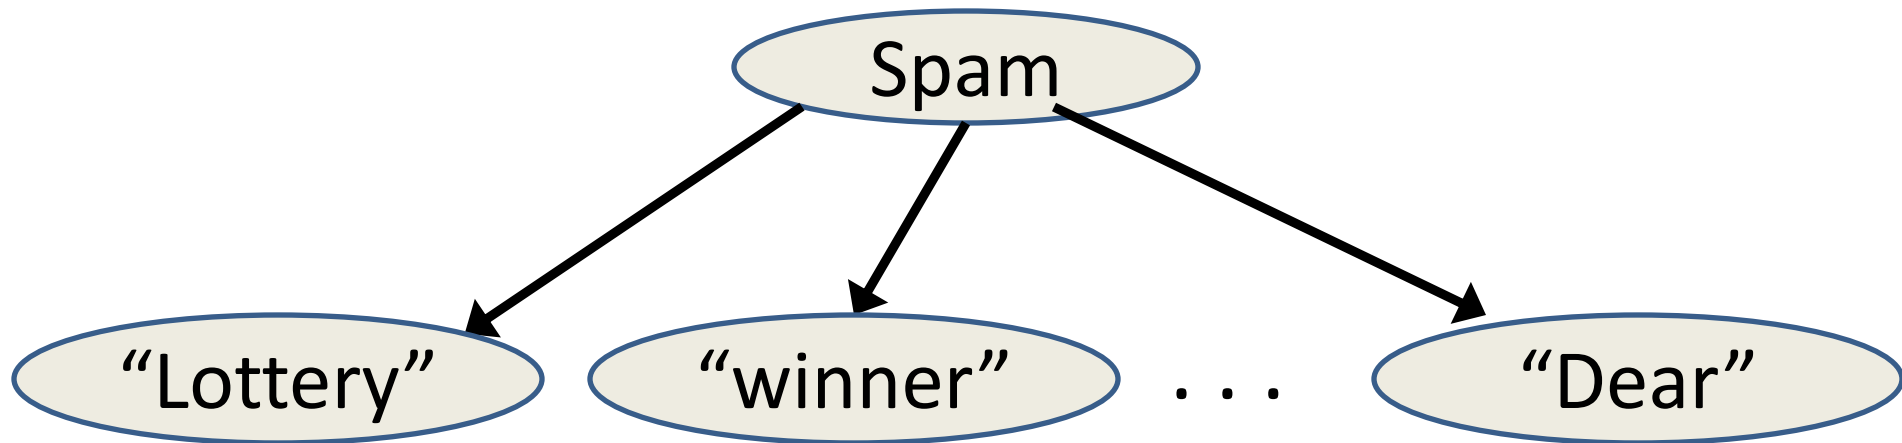 Spam
“Lottery” “winner” . . . “Dear”